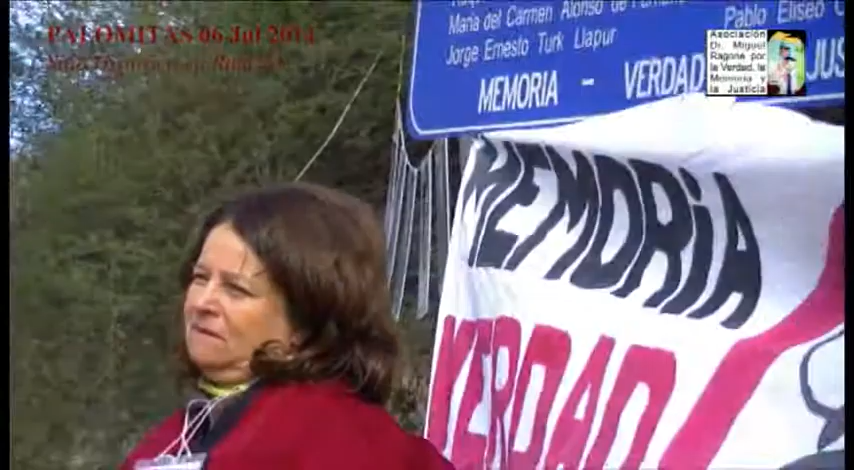 PALOMITAS 06 Jul 2014
María del Carmen Alonso de Fernández
Pablo Eliseo
Jorge Ernesto Turk Llapur
MEMORIA – VERDAD
JUS
Asociación
Dr. Miguel
Ragone por
la Verdad, la
Memoria y
la Justicia
MEMORIA
VERDAD